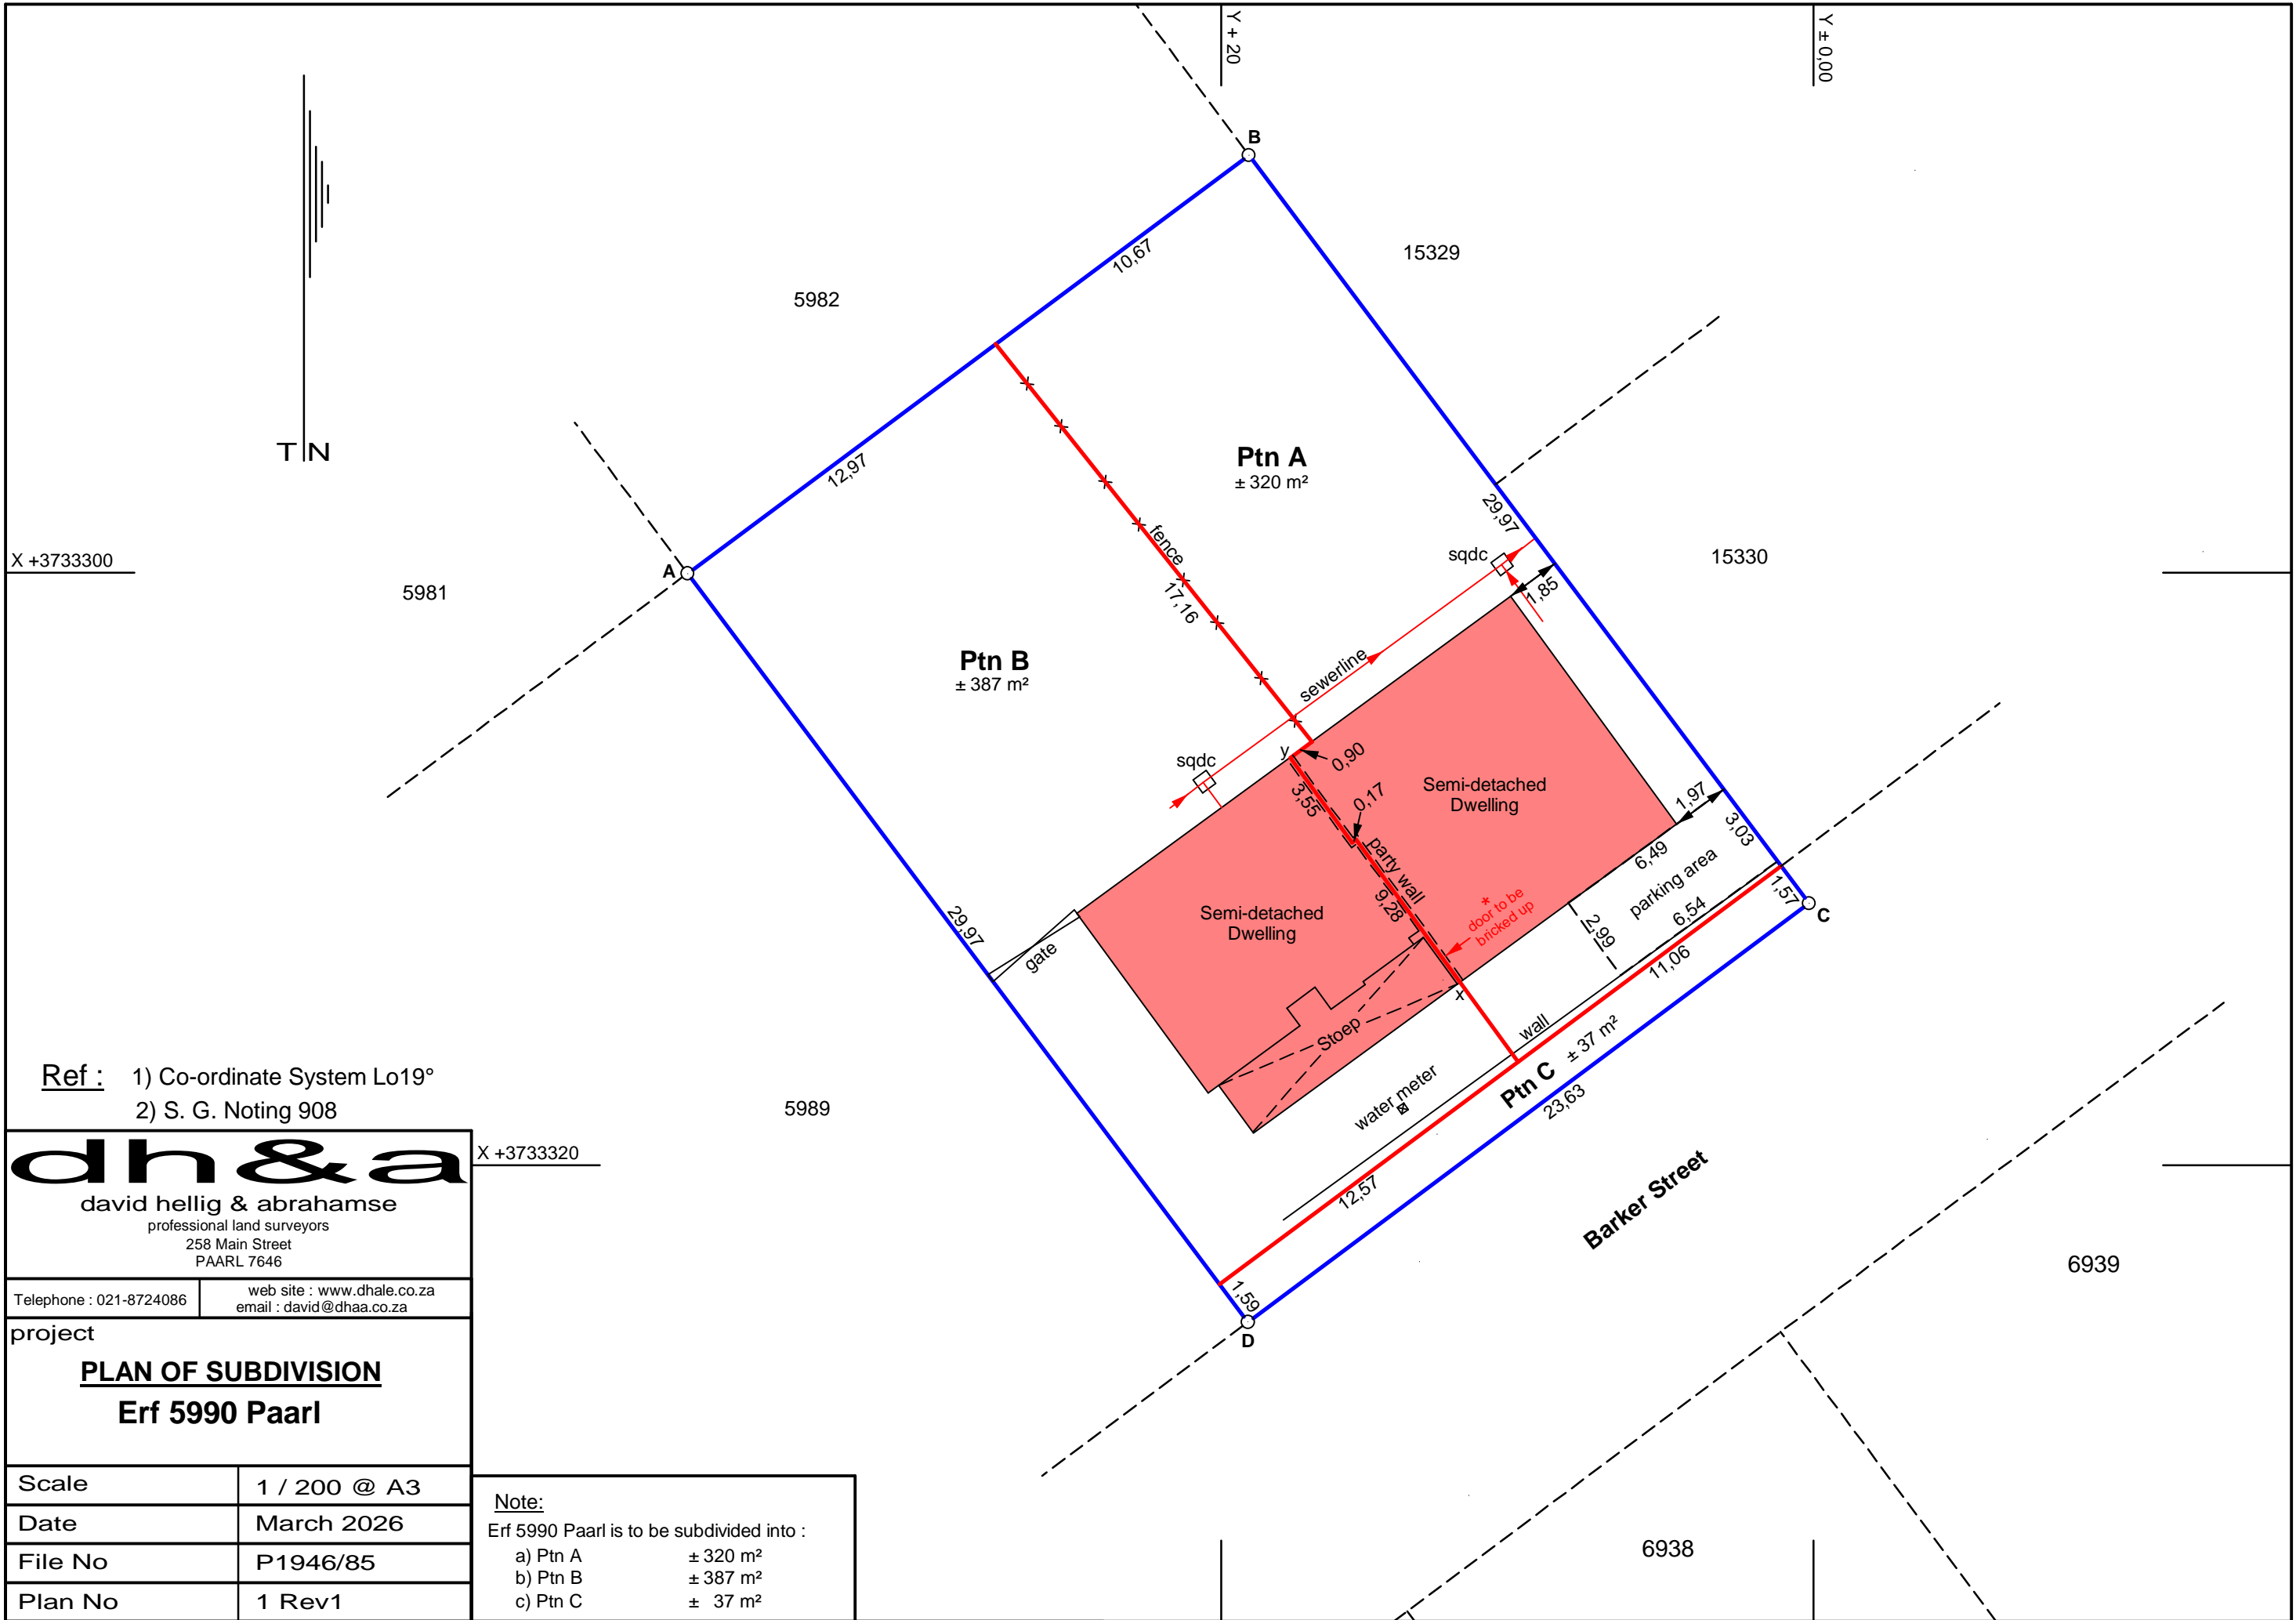 Y + 20
Y ± 0,00
B
10,67
15329
5982
TN
12,97
Ptn A
± 320 m²
29,97
X +3733300
A
5981
fence
17,16
sqdc
15330
1,85
Ptn B
± 387 m²
sewerline
y
0,90
sqdc
3,55
0,17
Semi-detached
Dwelling
1,97
3,03
party wall
6,49
parking area
9,28
*
door to be
bricked up
1,57
C
6,54
2,99
11,06
Semi-detached
Dwelling
29,97
gate
x
Stoep
wall
± 37 m²
Ptn C
23,63
water meter
12,57
5989
Barker Street
1,59
D
6939
6938
Ref :
1) Co-ordinate System Lo19°
2) S. G. Noting 908
X +3733320
dh&a
david hellig & abrahamse
professional land surveyors
258 Main Street
PAARL 7646
Telephone : 021-8724086
web site : www.dhale.co.za
email : david@dhaa.co.za
project
PLAN OF SUBDIVISION
Erf 5990 Paarl
Scale 1 / 200 @ A3
Date March 2026
File No P1946/85
Plan No 1 Rev1
Note:
Erf 5990 Paarl is to be subdivided into :
a) Ptn A ± 320 m²
b) Ptn B ± 387 m²
c) Ptn C ± 37 m²